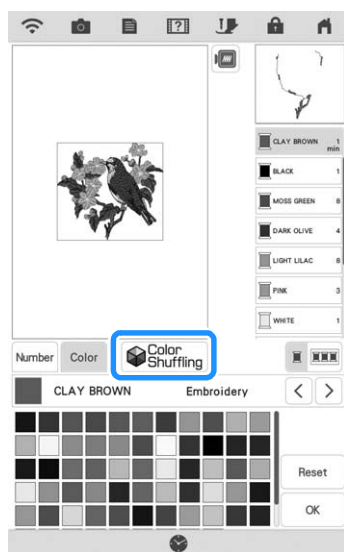 CLAY BROWN 1
min
BLACK 1
MOSS GREEN 8
DARK OLIVE 4
LIGHT LILAC 8
PINK 3
WHITE 1
Number
Color
Color
Shuffling
CLAY BROWN Embroidery
Reset
OK